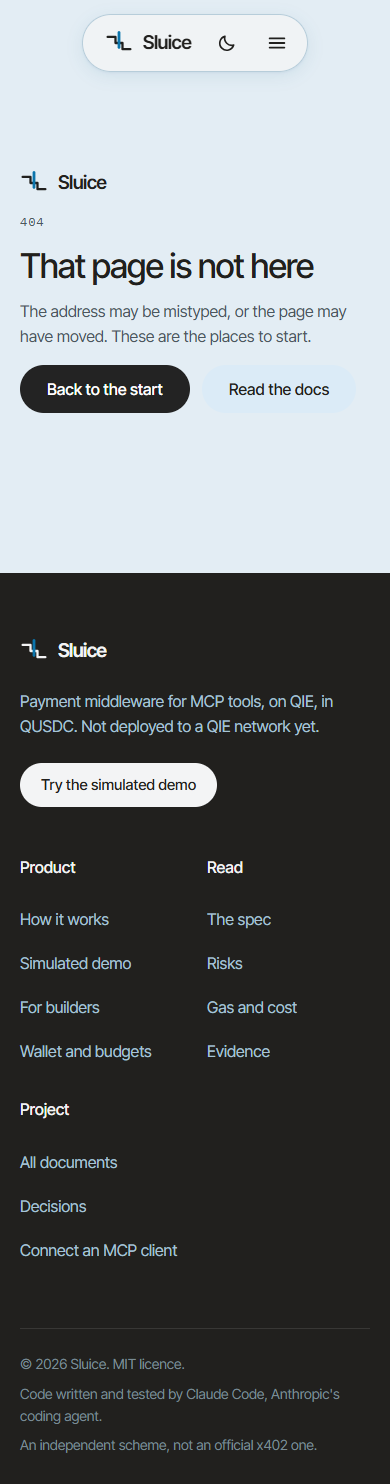 Sluice
Sluice
404
That page is not here
The address may be mistyped, or the page may
have moved. These are the places to start.
Back to the start
Read the docs
Sluice
Payment middleware for MCP tools, on QIE, in
QUSDC. Not deployed to a QIE network yet.
Try the simulated demo
Product
How it works
Simulated demo
For builders
Wallet and budgets
Read
The spec
Risks
Gas and cost
Evidence
Project
All documents
Decisions
Connect an MCP client
© 2026 Sluice. MIT licence.
Code written and tested by Claude Code, Anthropic's
coding agent.
An independent scheme, not an official x402 one.